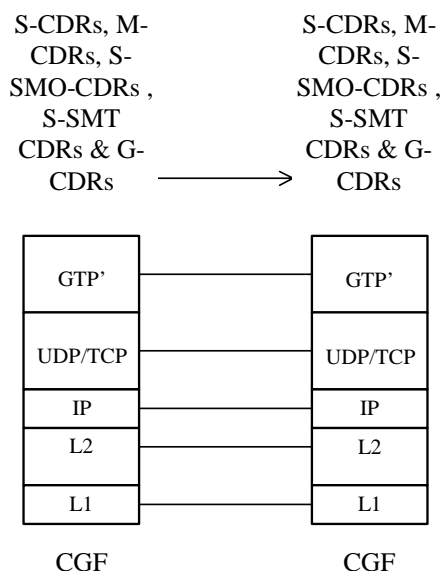 S-CDRs, M-
CDRs, S-
SMO-CDRs ,
S-SMT
CDRs & G-
CDRs
S-CDRs, M-
CDRs, S-
SMO-CDRs ,
S-SMT
CDRs & G-
CDRs
GTP’
GTP’
UDP/TCP
UDP/TCP
IP
IP
L2
L2
L1
L1
CGF
CGF